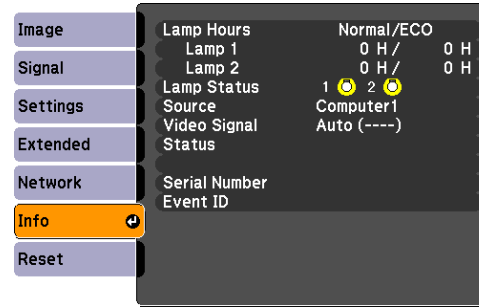 Image
Signal
Settings
Extended
Network
Info
Reset
Lamp Hours Normal/ECO
Lamp 1 0 H / 0 H
Lamp 2 0 H / 0 H
Lamp Status 1 2
Source Computer1
Video Signal Auto (----)
Status
Serial Number
Event ID